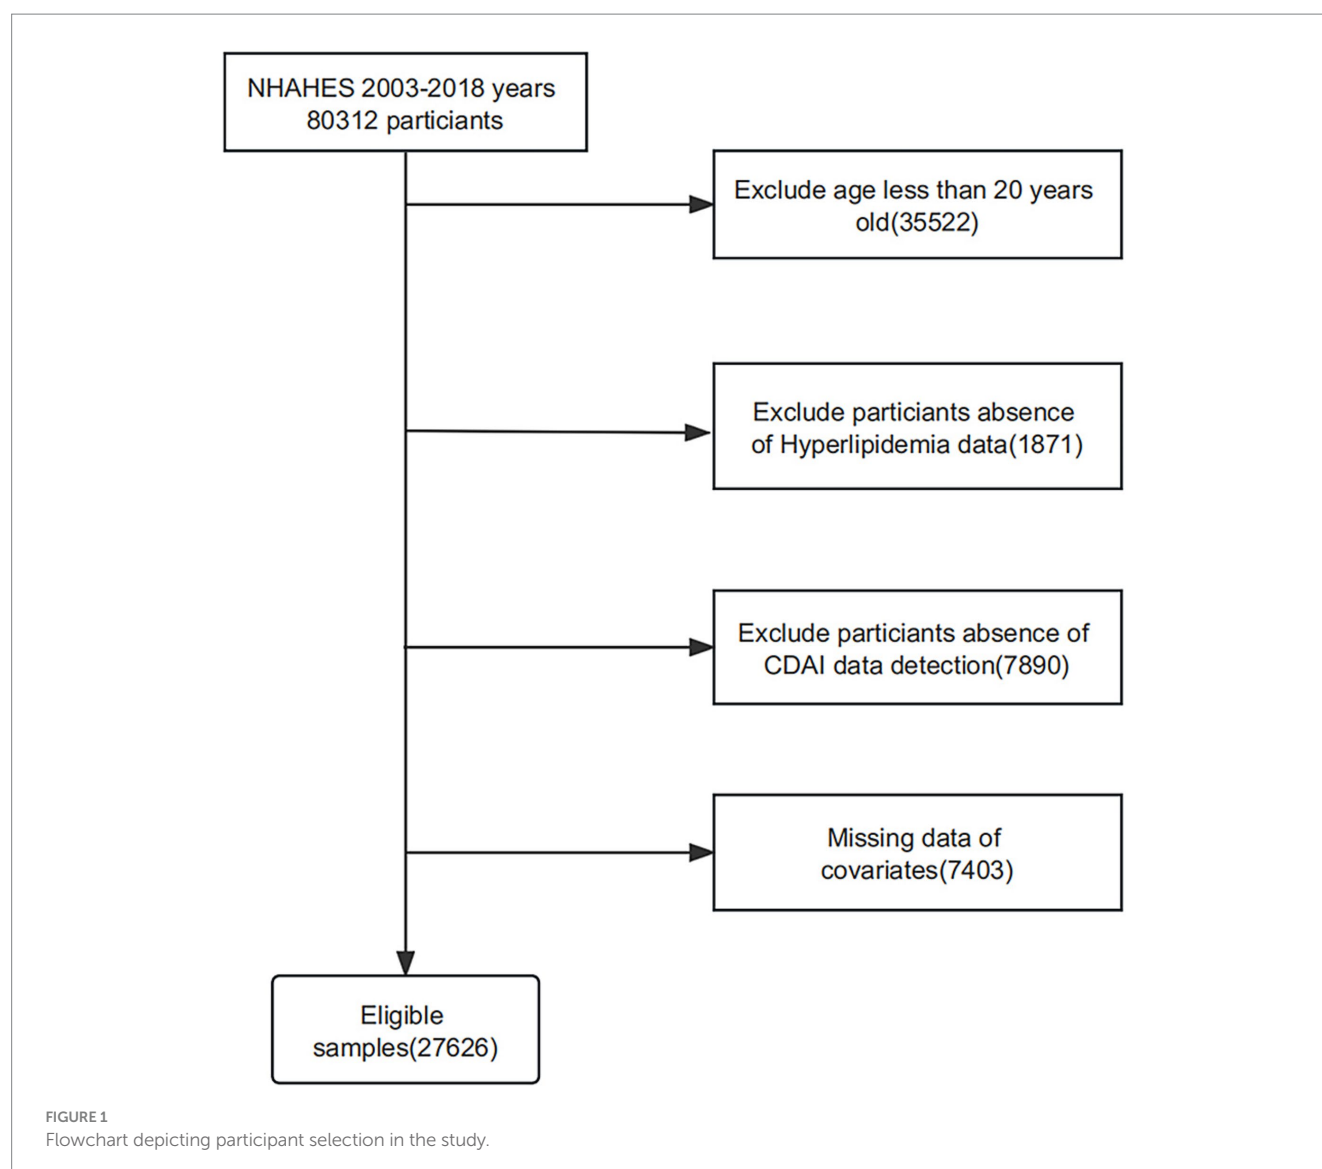 NHAHES 2003-2018 years
80312 particiants
Exclude age less than 20 years
old(35522)
Exclude particiants absence
of Hyperlipidemia data(1871)
Exclude particiants absence of
CDAI data detection(7890)
Missing data of
covariates(7403)
Eligible
samples(27626)
FIGURE 1
Flowchart depicting participant selection in the study.